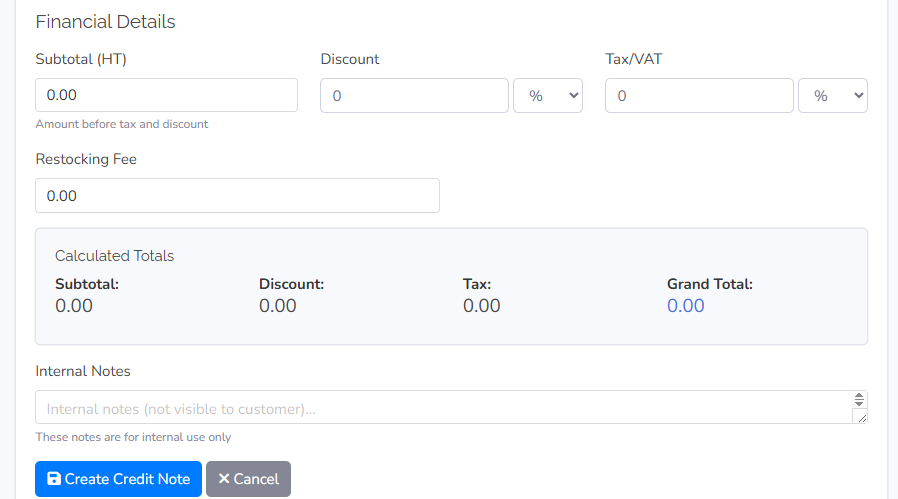 Financial Details
Subtotal (HT) Discount Tax/VAT
0.00 0 % 0 %
Amount before tax and discount
Restocking Fee
0.00
Calculated Totals
Subtotal: Discount: Tax: Grand Total:
0.00 0.00 0.00 0.00
Internal Notes
Internal notes (not visible to customer)...
These notes are for internal use only
Create Credit Note Cancel